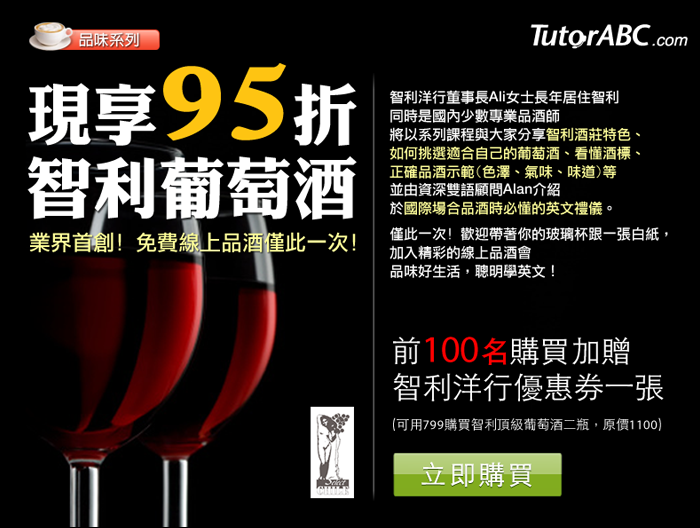 品味系列
TutorABC.com
現享95折
智利葡萄酒
業界首創！免費線上品酒僅此一次！
智利洋行董事長Ali女士長年居住智利
同時是國內少數專業品酒師
將以系列課程與大家分享智利酒莊特色、
如何挑選適合自己的葡萄酒、看懂酒標、
正確品酒示範(色澤、氣味、味道)等
並由資深雙語顧問Alan介紹
於國際場合品酒時必懂的英文禮儀。
僅此一次！歡迎帶著你的玻璃杯跟一張白紙，
加入精彩的線上品酒會
品味好生活，聰明學英文！
前100名購買加贈
智利洋行優惠券一張
(可用799購買智利頂級葡萄酒二瓶，原價1100)
立即購買